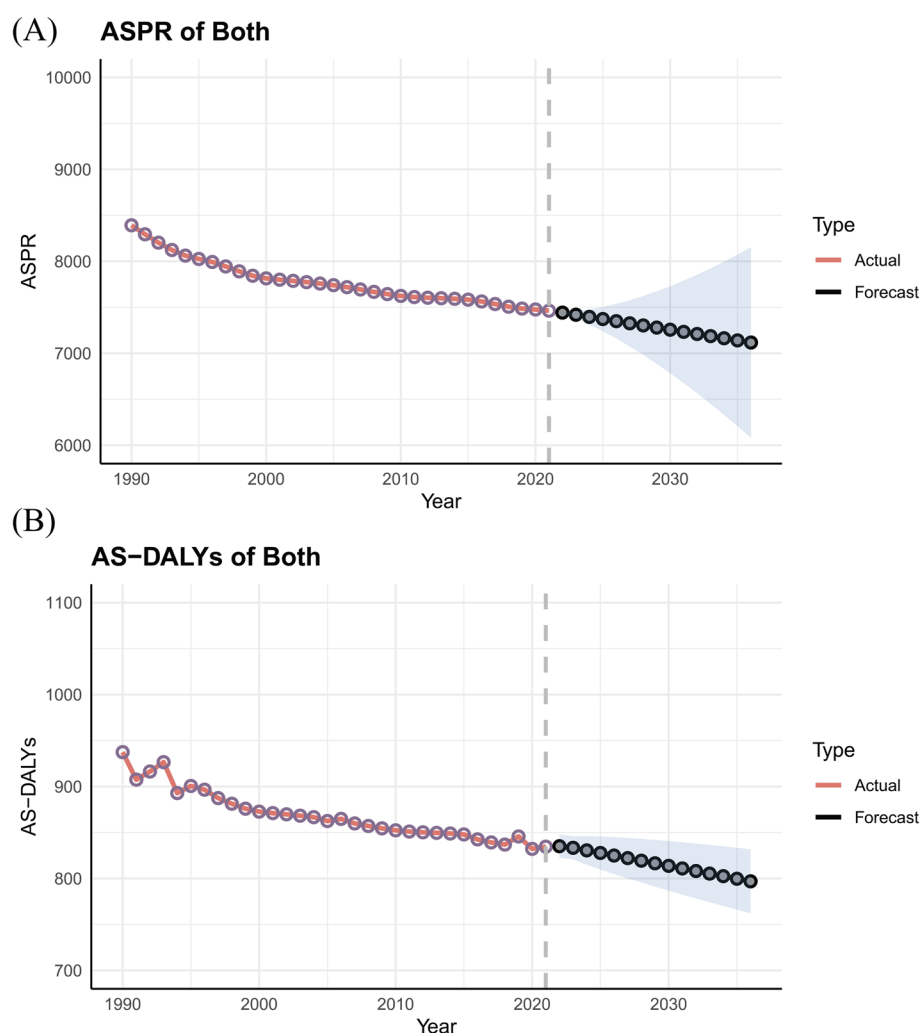 (A) ASPR of Both
10000
9000
8000
7000
6000
ASPR
1990 2000 2010 2020 2030
Year
Type
Actual
Forecast
(B)
AS−DALYs of Both
1100
1000
900
800
700
AS−DALYs
1990 2000 2010 2020 2030
Year
Type
Actual
Forecast